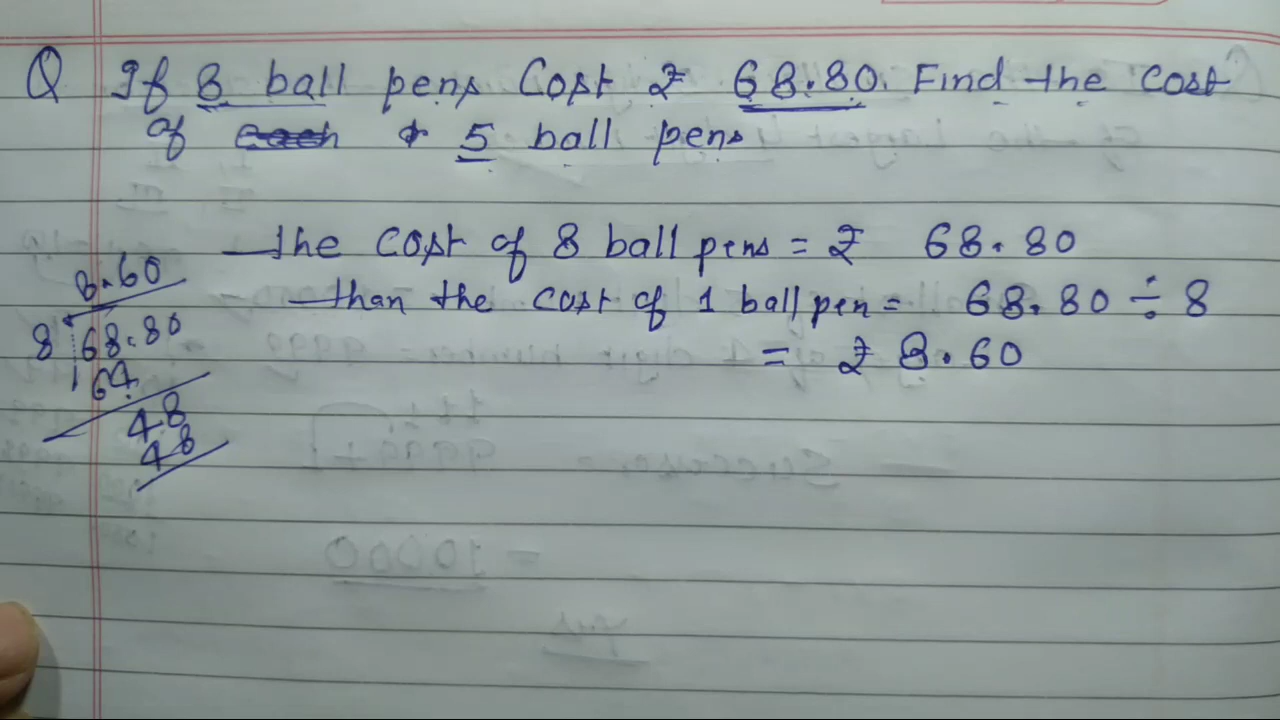 Q If 8 ball pens Cost ₹ 68.80. Find the cost
of 5 ball pens
the cost of 8 ball pens = ₹ 68.80
than the cost of 1 ball pen = 68.80 ÷ 8
= ₹ 8.60
8.60
8 68.80
64
48
48
10000